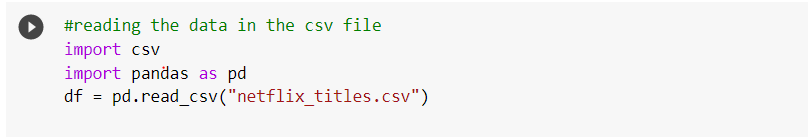 #reading the data in the csv file
import csv
import pandas as pd
df = pd.read_csv("netflix_titles.csv")